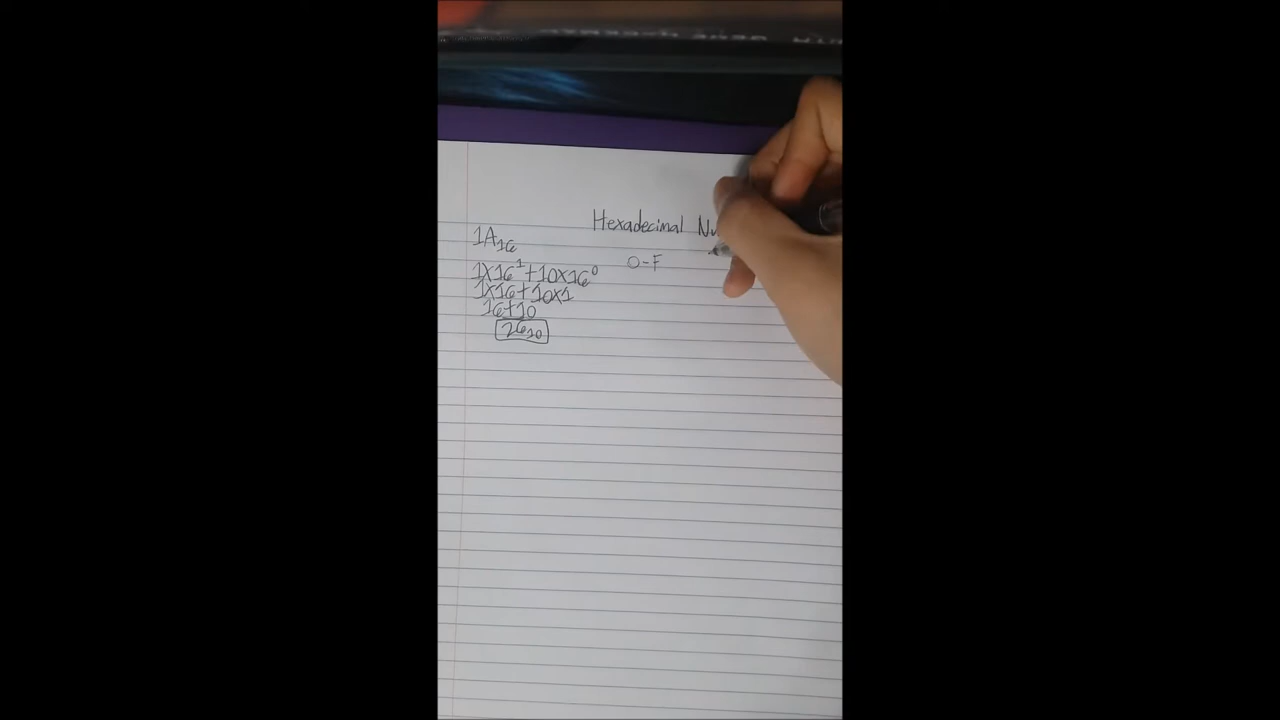 Hexadecimal
0-F
1A₁₆
1x16¹+10x16⁰
1x16+10x1
16+10
26₁₀